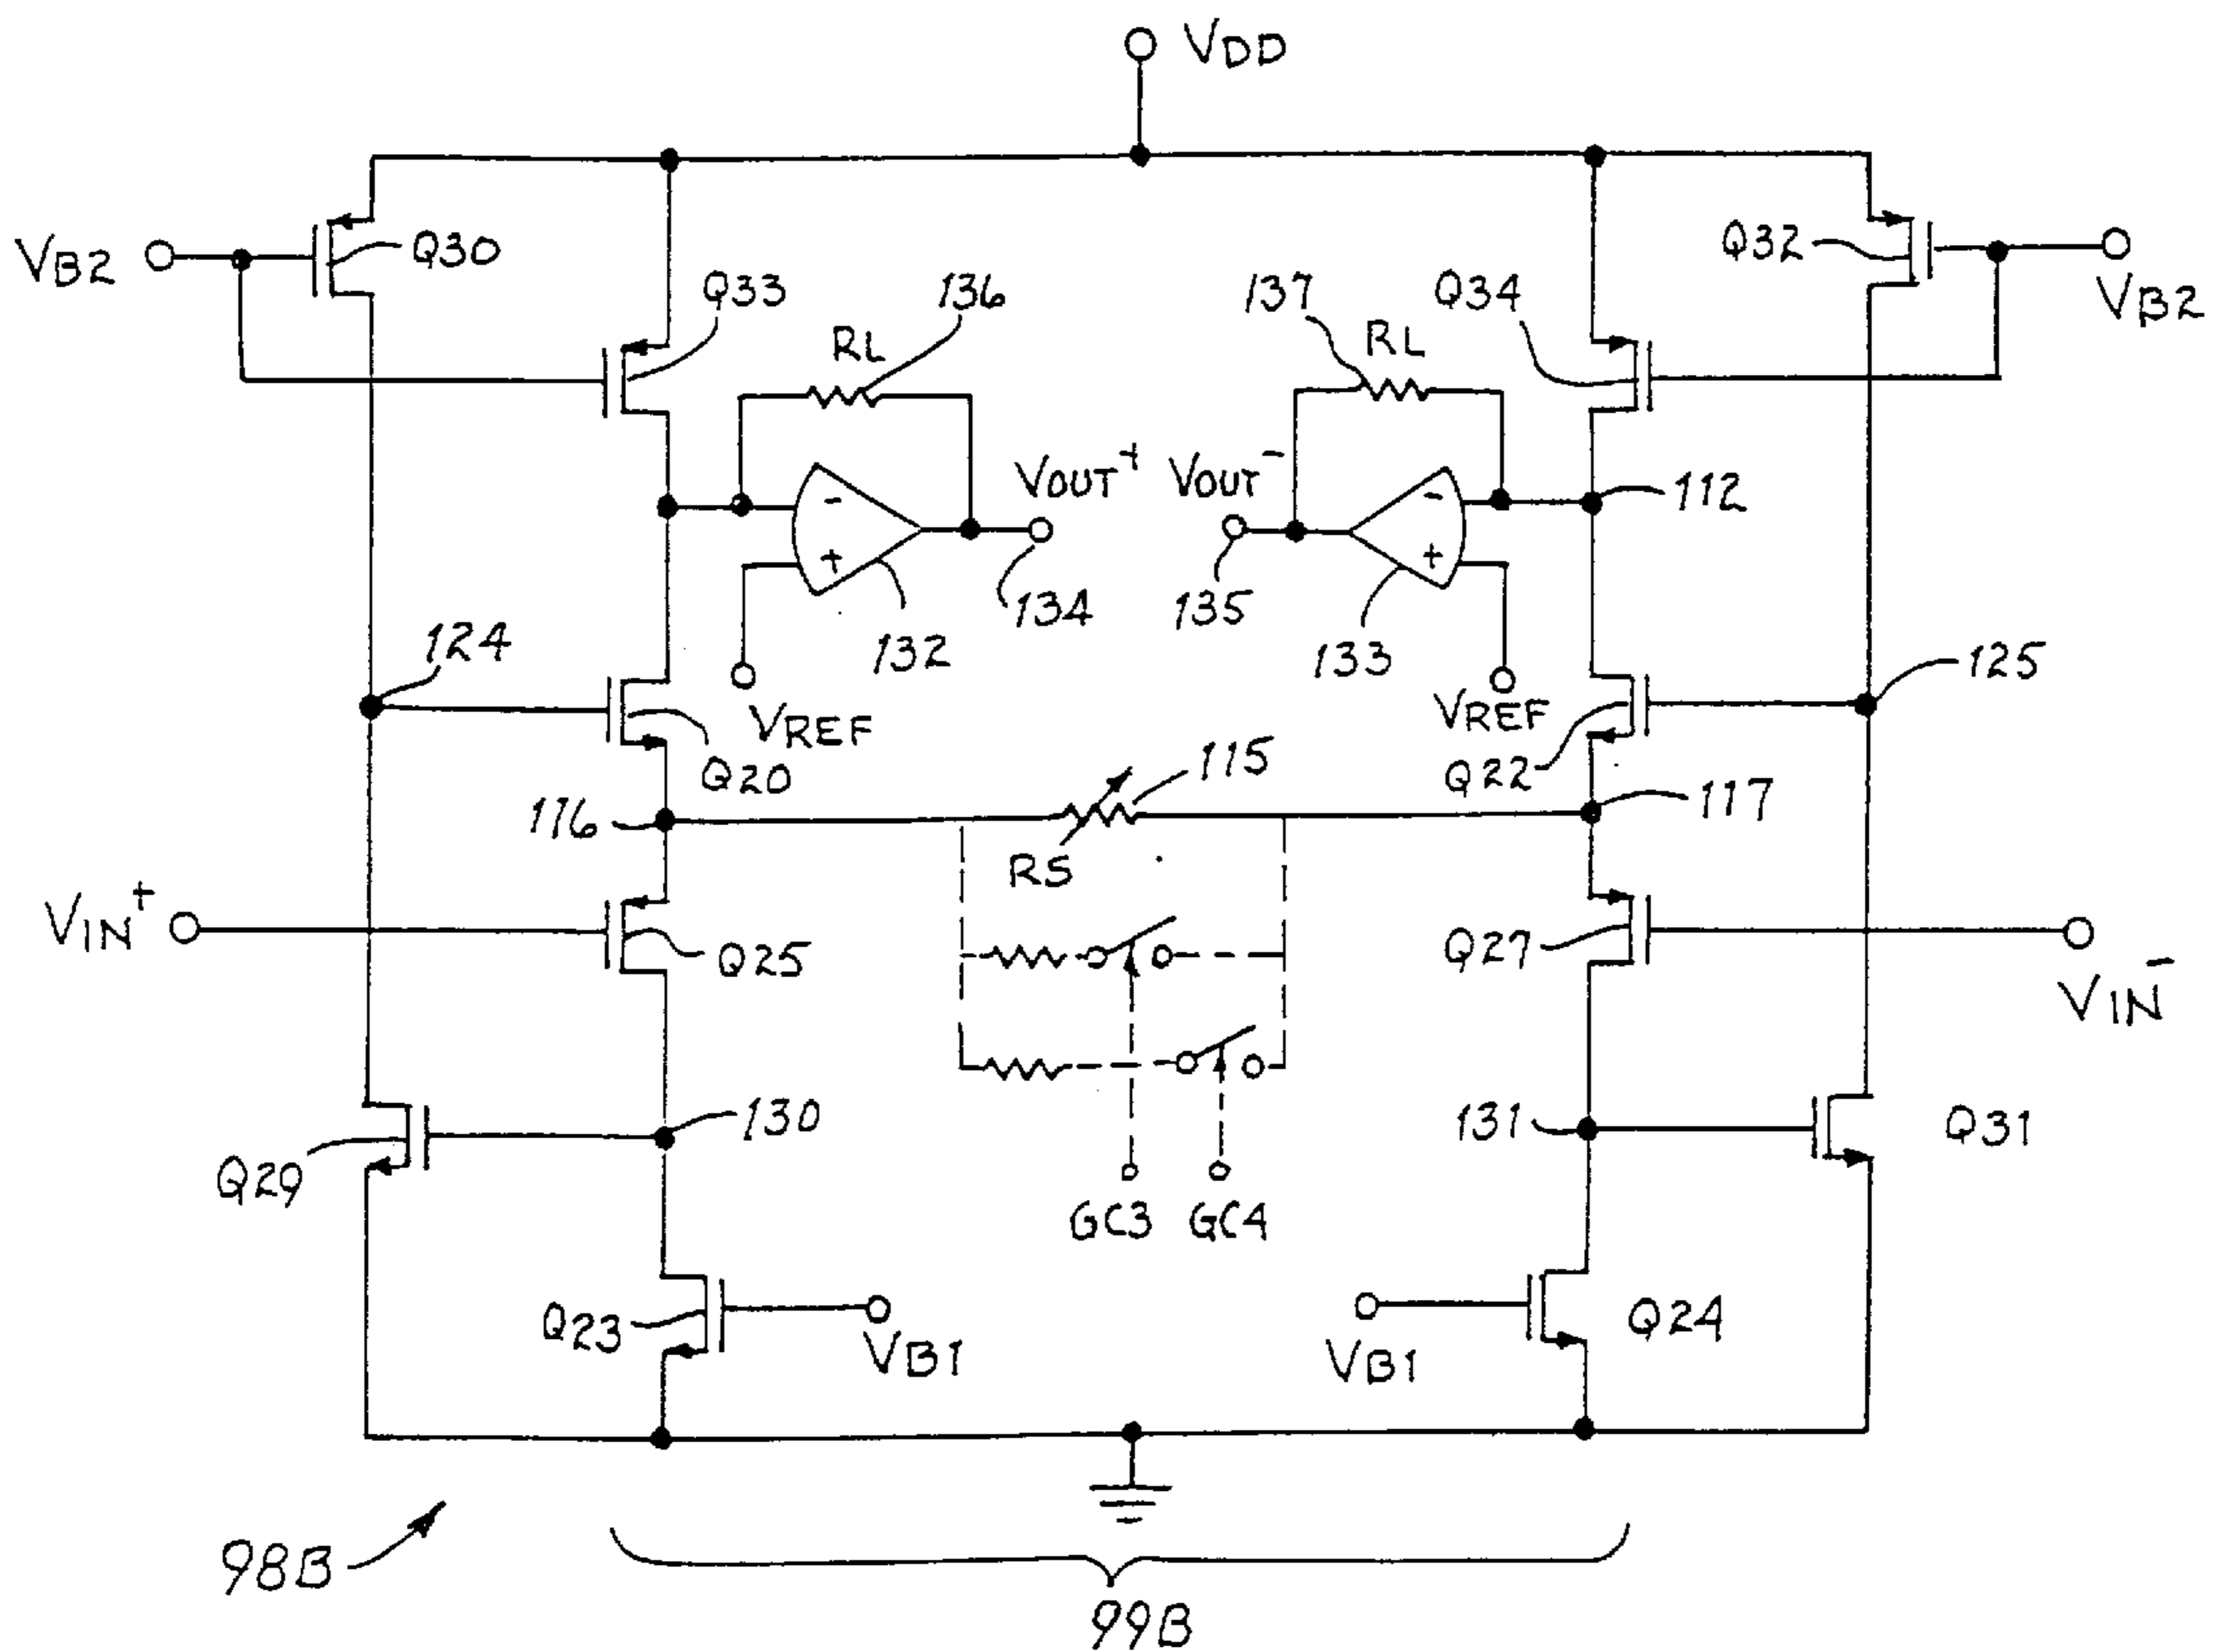 VDD
VB2
Q30
Q33
136
RL
137
RL
Q34
Q32
VB2
-
+
VOUT+
VOUT-
-
+
112
134
135
132
133
124
125
VREF
VREF
Q20
Q22
116
115
117
RS
VIN+
Q25
Q27
VIN-
130
131
Q31
Q29
GC3
GC4
Q23
VB1
VB1
Q24
98B
99B